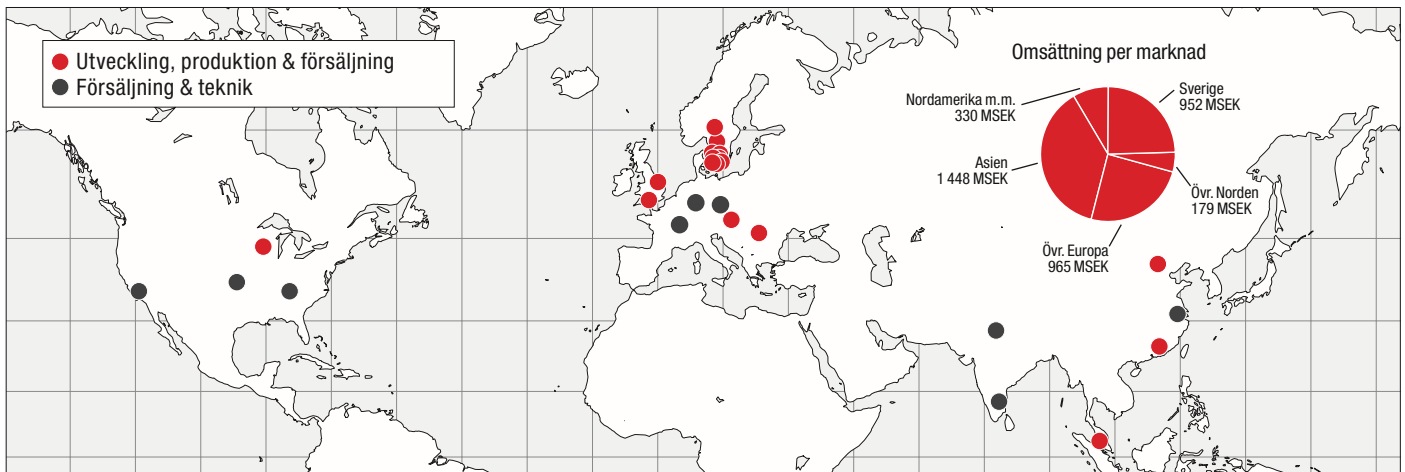 Utveckling, produktion & försäljning
Försäljning & teknik
Omsättning per marknad
Sverige
952 MSEK
Nordamerika m.m.
330 MSEK
Asien
1 448 MSEK
Övr. Norden
179 MSEK
Övr. Europa
965 MSEK